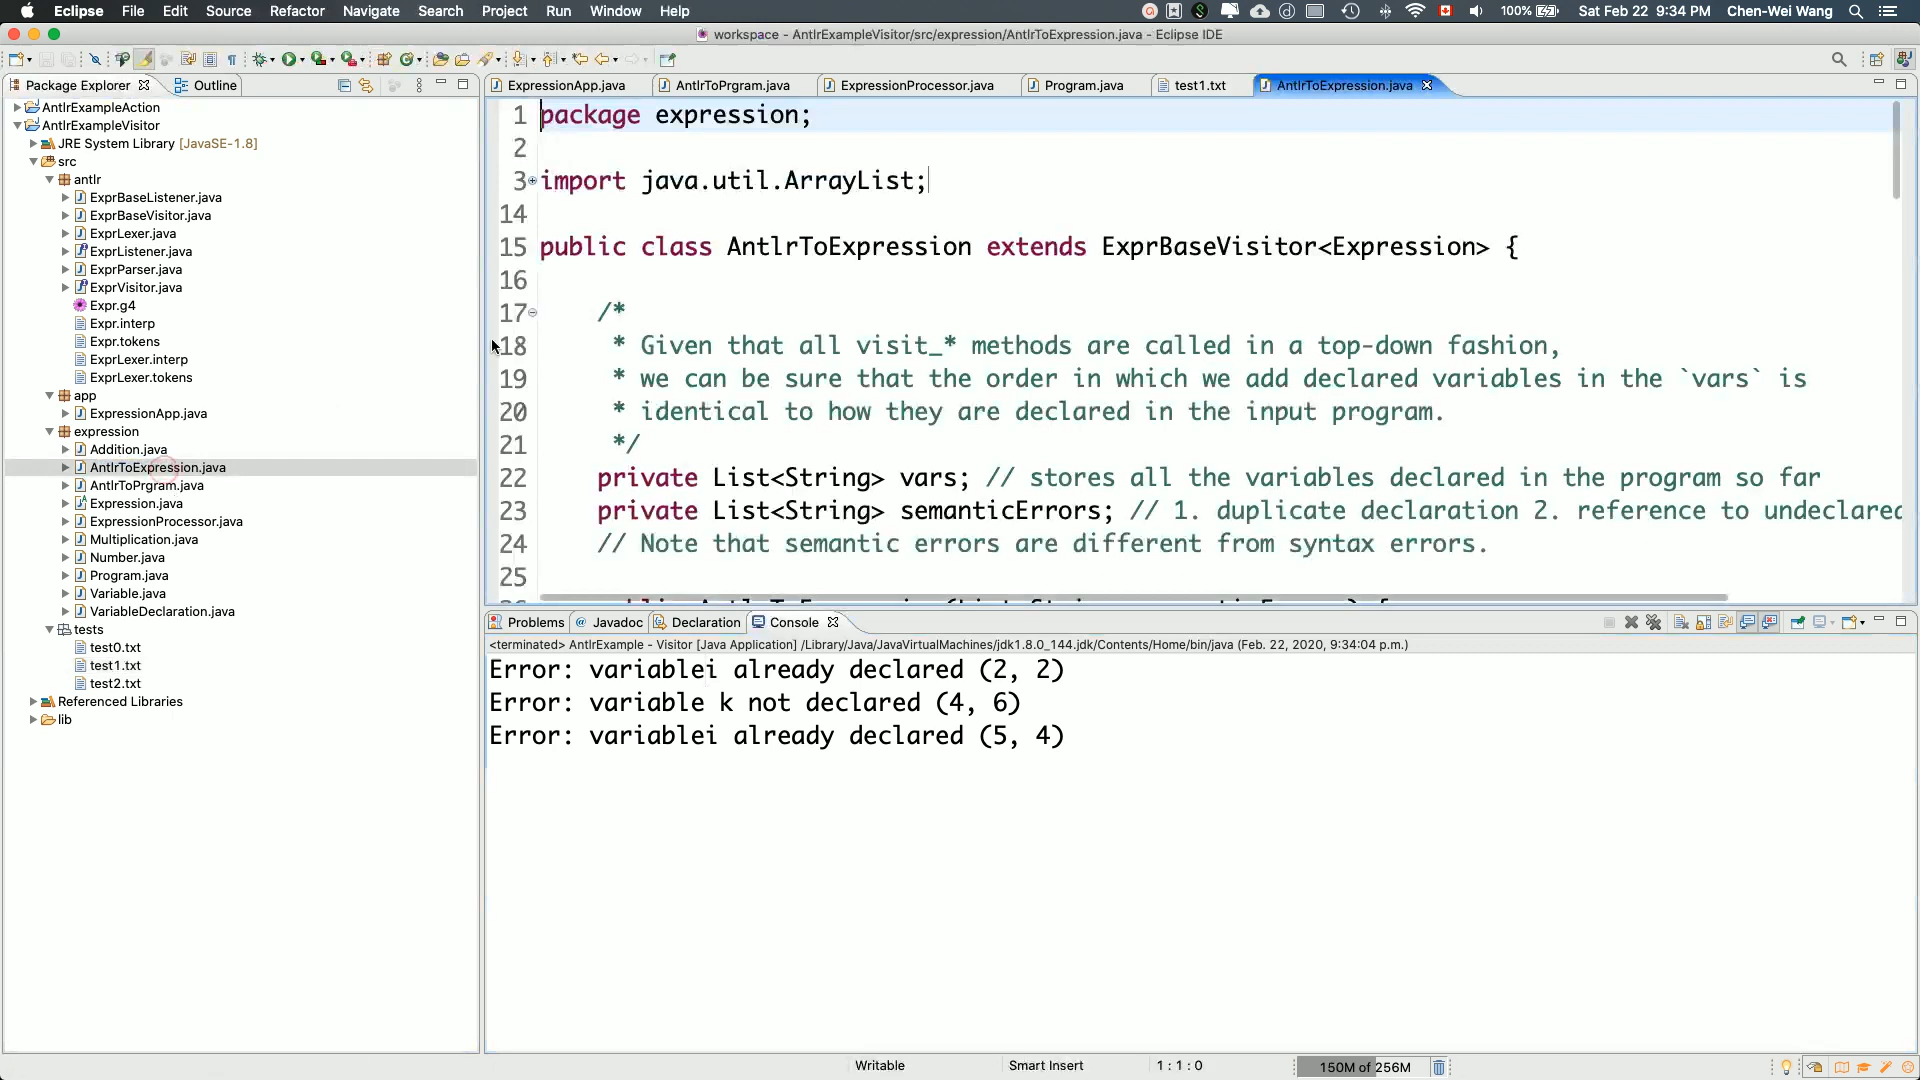 Eclipse File Edit Source Refactor Navigate Search Project Run Window Help 100% Sat Feb 22 9:34 PM Chen-Wei Wang
workspace - AntlrExampleVisitor/src/expression/AntlrToExpression.java - Eclipse IDE
Package Explorer Outline
AntlrExampleAction
AntlrExampleVisitor
JRE System Library [JavaSE-1.8]
src
antlr
ExprBaseListener.java
ExprBaseVisitor.java
ExprLexer.java
ExprListener.java
ExprParser.java
ExprVisitor.java
Expr.g4
Expr.interp
Expr.tokens
ExprLexer.interp
ExprLexer.tokens
app
ExpressionApp.java
expression
Addition.java
AntlrToExpression.java
AntlrToPrgram.java
Expression.java
ExpressionProcessor.java
Multiplication.java
Number.java
Program.java
Variable.java
VariableDeclaration.java
tests
test0.txt
test1.txt
test2.txt
Referenced Libraries
lib
ExpressionApp.java AntlrToPrgram.java ExpressionProcessor.java Program.java test1.txt AntlrToExpression.java
1 package expression;
2
3 import java.util.ArrayList;
14
15 public class AntlrToExpression extends ExprBaseVisitor<Expression> {
16
17 /*
18 * Given that all visit_* methods are called in a top-down fashion,
19 * we can be sure that the order in which we add declared variables in the `vars` is
20 * identical to how they are declared in the input program.
21 */
22 private List<String> vars; // stores all the variables declared in the program so far
23 private List<String> semanticErrors; // 1. duplicate declaration 2. reference to undeclared
24 // Note that semantic errors are different from syntax errors.
25
Problems Javadoc Declaration Console
<terminated> AntlrExample - Visitor [Java Application] /Library/Java/JavaVirtualMachines/jdk1.8.0_144.jdk/Contents/Home/bin/java (Feb. 22, 2020, 9:34:04 p.m.)
Error: variablei already declared (2, 2)
Error: variable k not declared (4, 6)
Error: variablei already declared (5, 4)
Writable Smart Insert 1 : 1 : 0 150M of 256M